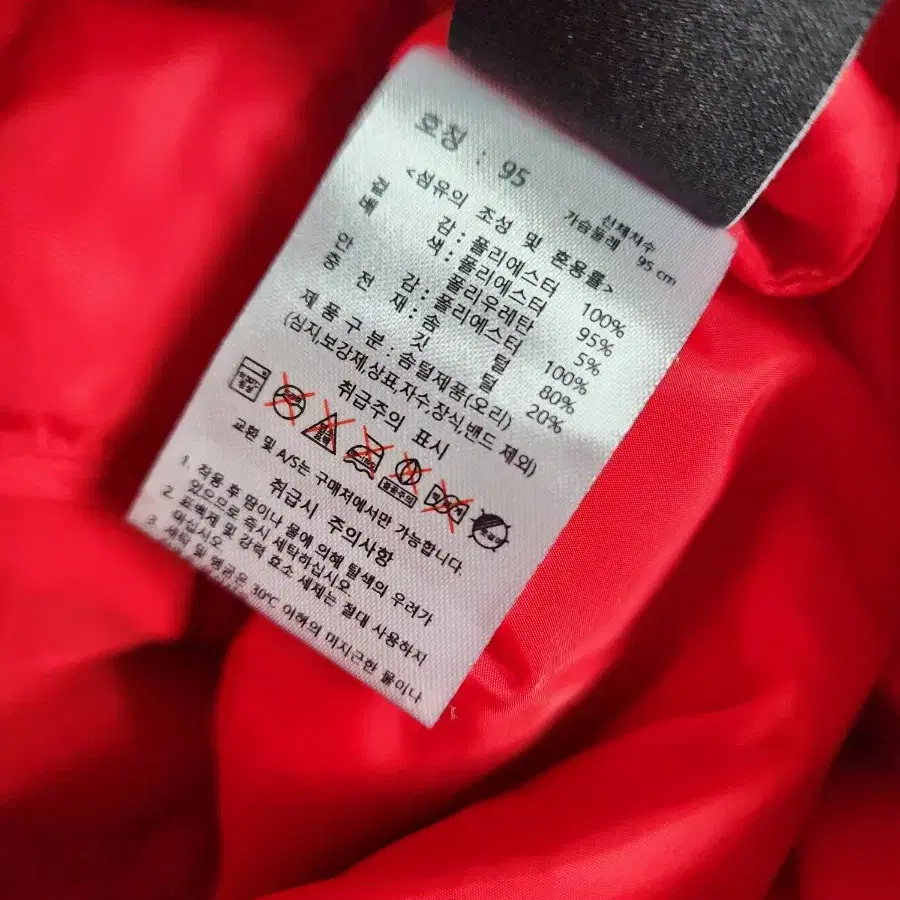 호칭 : 95
신체치수
가슴둘레 95 cm
<섬유의 조성 및 혼용률>
겉 감 : 폴리에스터 100%
배 색 : 폴리에스터 95%
폴리우레탄 5%
안 감 : 폴리에스터 100%
충 전 재 : 솜 털 80%
깃 털 20%
제 품 구 분 : 솜털제품(오리)
(심지,보강제,상표,자수,장식,밴드 제외)
취급주의 표시
교환 및 A/S는 구매처에서만 가능합니다.
취급시 주의사항
1. 착용 후 땀이나 물에 의해 탈색의 우려가
있으므로 즉시 세탁하십시오
2. 표백제 및 강력 효소 세제는 절대 사용하지
마십시오.
3. 세탁 및 헹굼은 30℃ 이하의 미지근한 물이나